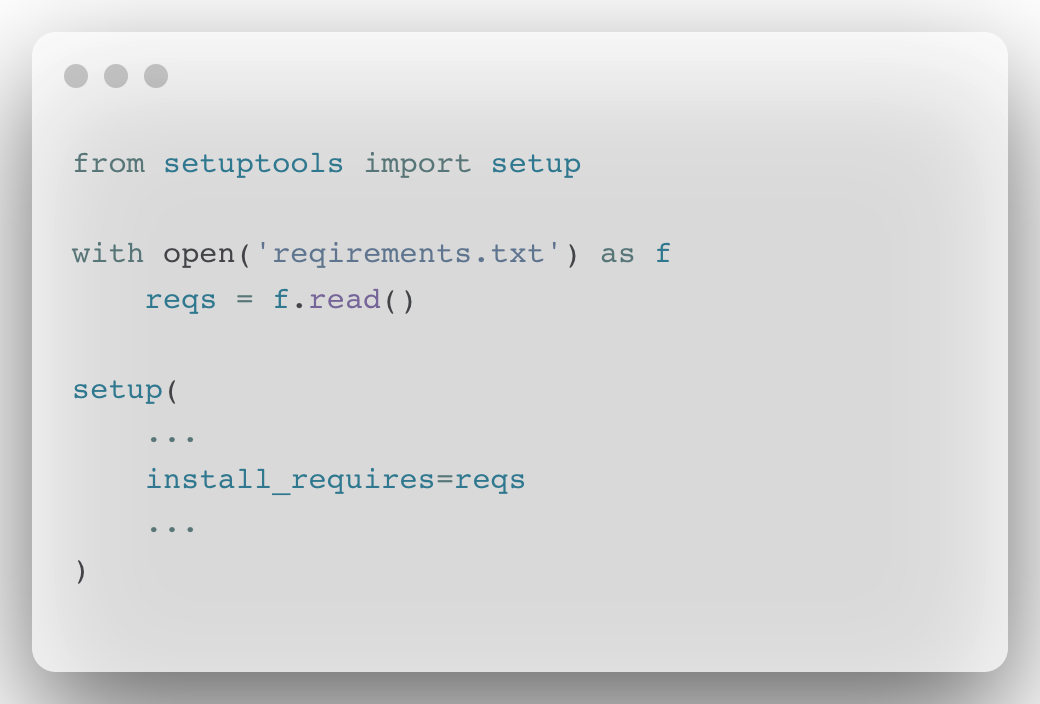 from setuptools import setup
with open('reqirements.txt') as f
    reqs = f.read()
setup(
    ...
    install_requires=reqs
    ...
)